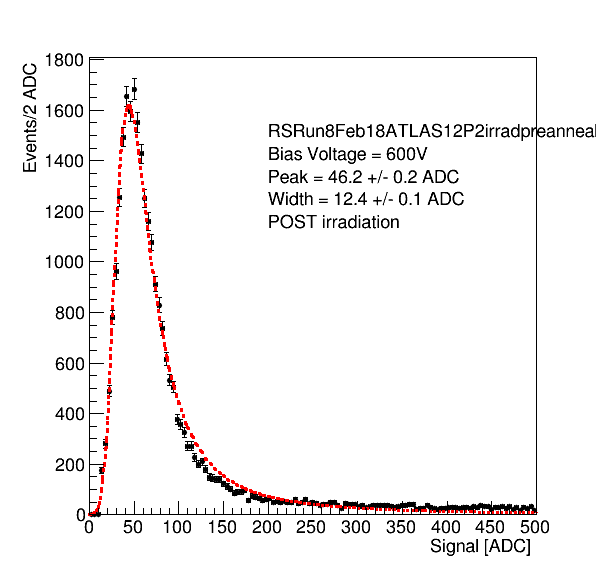 Events/2 ADC
1800
1600
1400
1200
1000
800
600
400
200
0
RSRun8Feb18ATLAS12P2irradpreanneal
Bias Voltage = 600V
Peak = 46.2 +/- 0.2 ADC
Width = 12.4 +/- 0.1 ADC
POST irradiation
0 50 100 150 200 250 300 350 400 450 500
Signal [ADC]